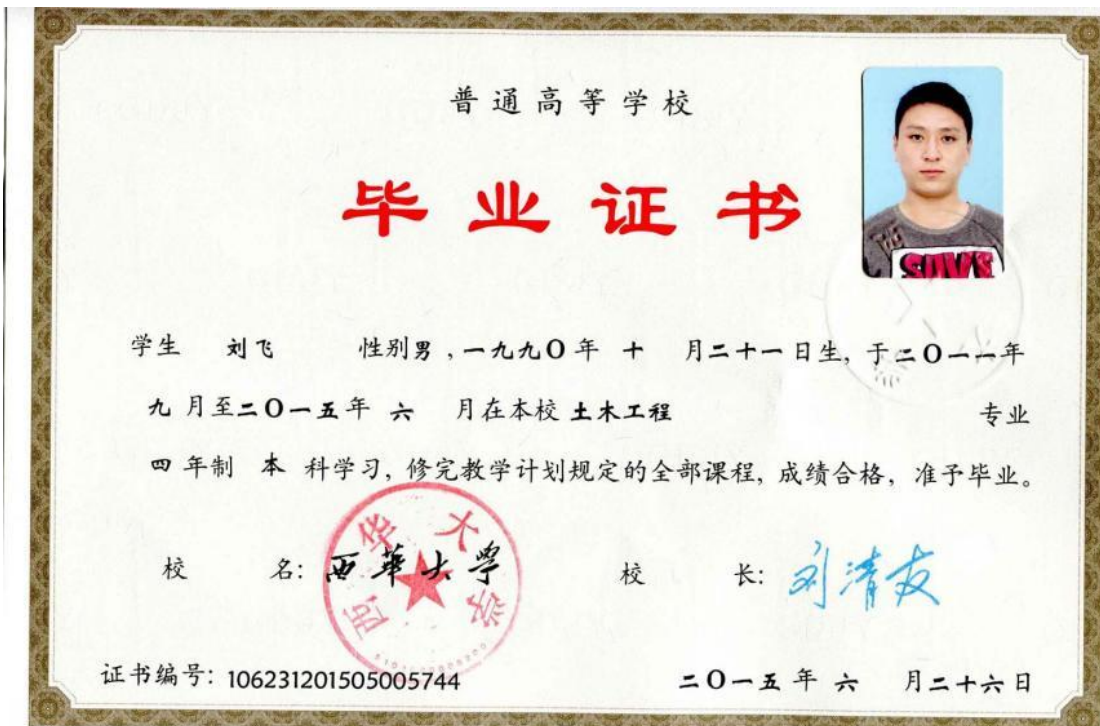 普通高等学校
毕业证书
学生 刘飞 性别男，一九九〇年 十 月二十一日生，于二〇一一年
九 月至二〇一五年 六 月在本校 土木工程 专业
四 年制 本 科学习，修完教学计划规定的全部课程，成绩合格，准予毕业。
校 名：西華大學 校 长：刘清友
西华大学
证书编号：106231201505005744 二〇一五年 六 月二十六日